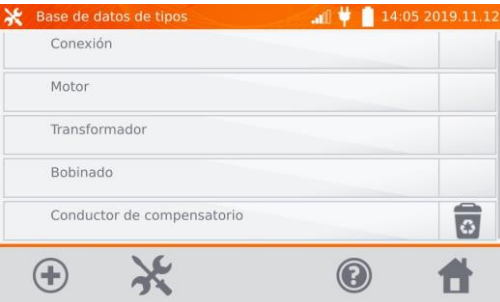 Base de datos de tipos 14:05 2019.11.12
Conexión
Motor
Transformador
Bobinado
Conductor de compensatorio